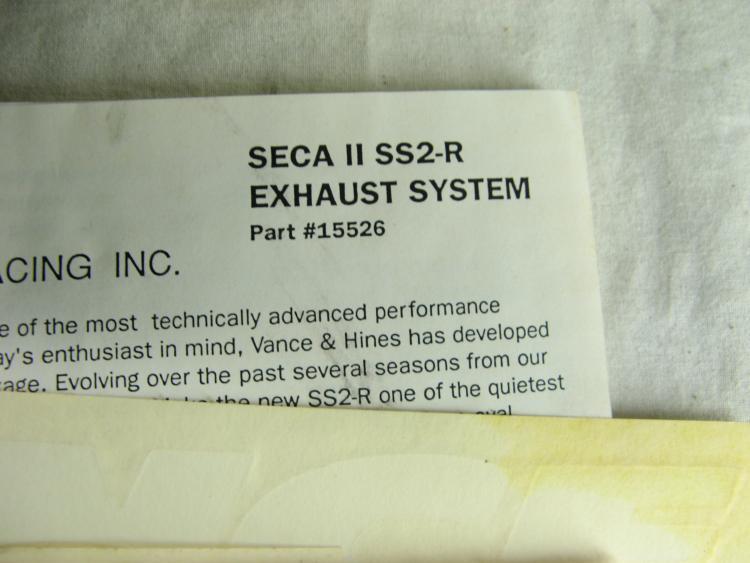 SECA II SS2-R
EXHAUST SYSTEM
Part #15526
ACING INC.
e of the most technically advanced performance
ay's enthusiast in mind, Vance & Hines has developed
age. Evolving over the past several seasons from our
the new SS2-R one of the quietest
oval